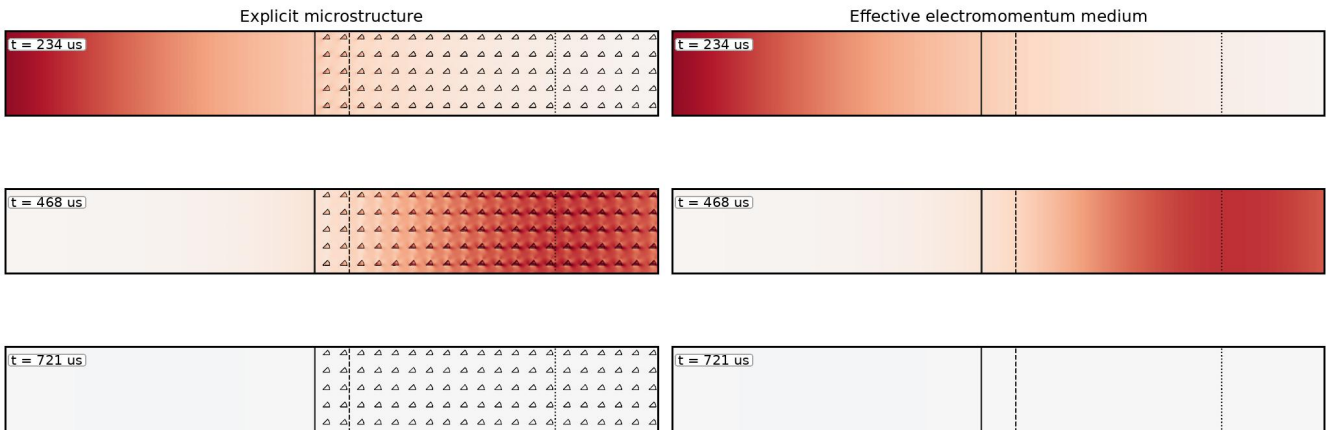 Explicit microstructure
Effective electromomentum medium
t = 234 us
t = 234 us
t = 468 us
t = 468 us
t = 721 us
t = 721 us